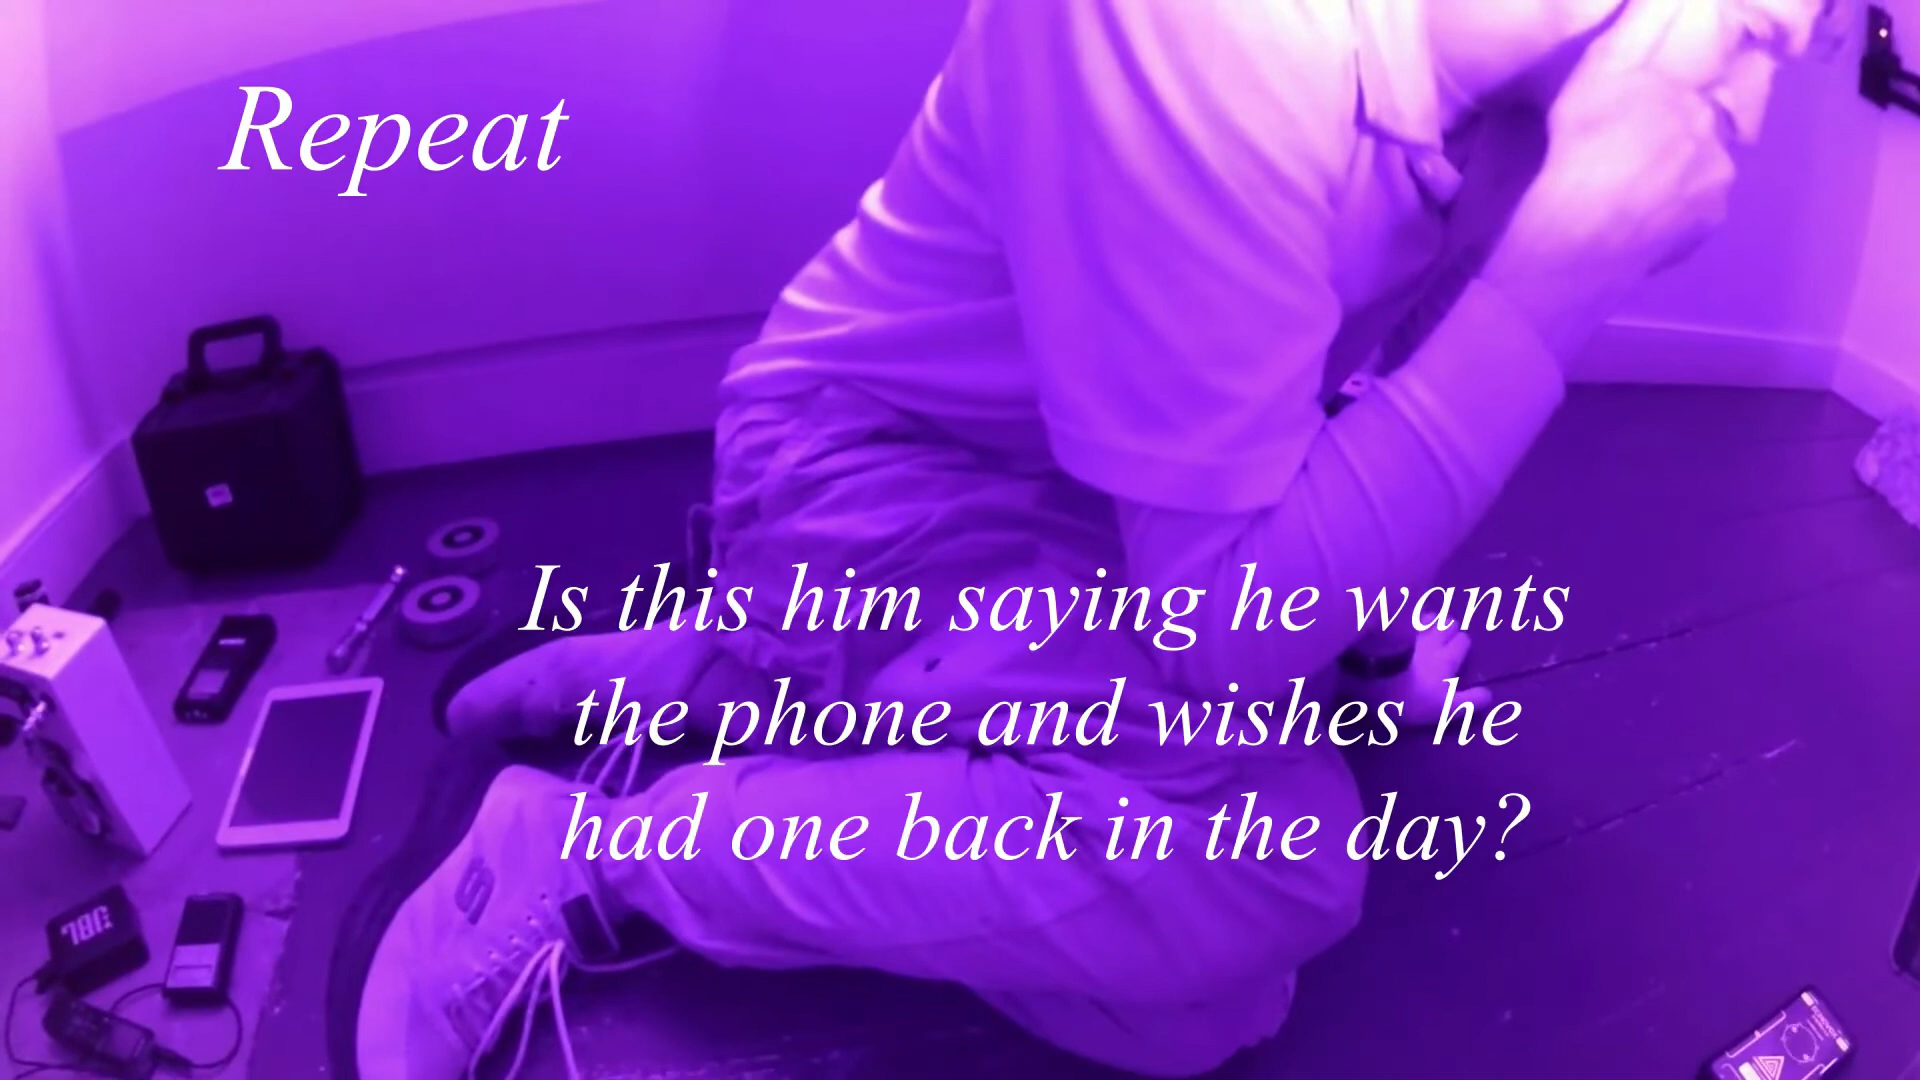 Repeat
Is this him saying he wants
the phone and wishes he
had one back in the day?
JBL